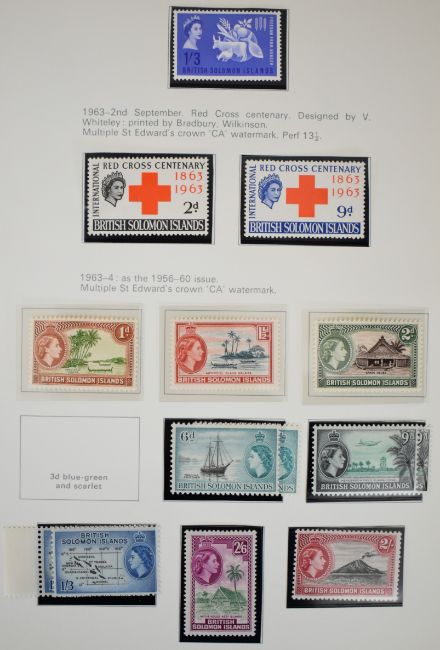 FREEDOM FROM HUNGER
1/3
BRITISH SOLOMON ISLANDS
1963–2nd September. Red Cross centenary. Designed by V.
Whiteley: printed by Bradbury, Wilkinson.
Multiple St Edward's crown 'CA' watermark. Perf 13½.
INTERNATIONAL RED CROSS CENTENARY
1863
1963
2d
BRITISH SOLOMON ISLANDS
INTERNATIONAL RED CROSS CENTENARY
1863
1963
9d
BRITISH SOLOMON ISLANDS
1963–4: as the 1956–60 issue.
Multiple St Edward's crown 'CA' watermark.
1d
BRITISH SOLOMON ISLANDS
1½d
BRITISH SOLOMON ISLANDS
2d
BRITISH SOLOMON ISLANDS
3d blue-green
and scarlet
6d
BRITISH SOLOMON ISLANDS
9d
BRITISH SOLOMON ISLANDS
BRITISH
SOLOMON ISLANDS
1/3
2/6
BRITISH SOLOMON ISLANDS
2/-
BRITISH SOLOMON ISLANDS